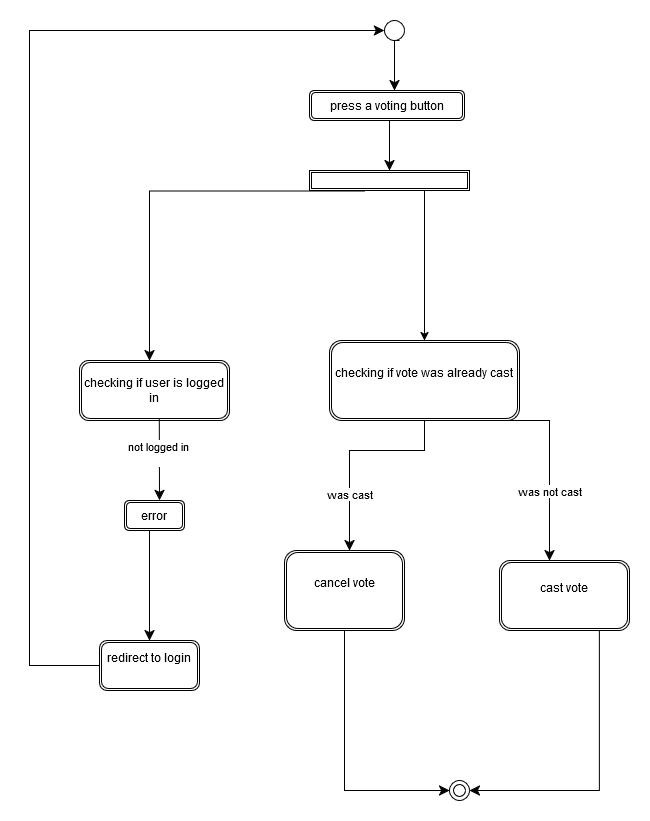 press a voting button
checking if user is logged
in
checking if vote was already cast
not logged in
was cast
was not cast
error
cancel vote
cast vote
redirect to login